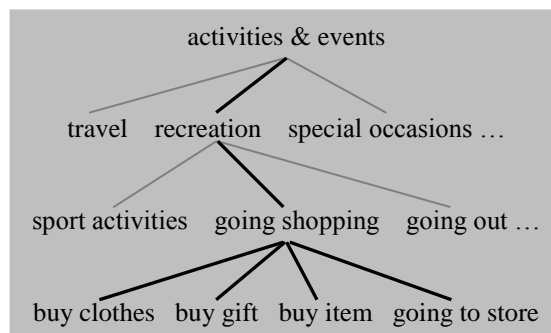 activities & events
travel recreation special occasions …
sport activities going shopping going out …
buy clothes buy gift buy item going to store